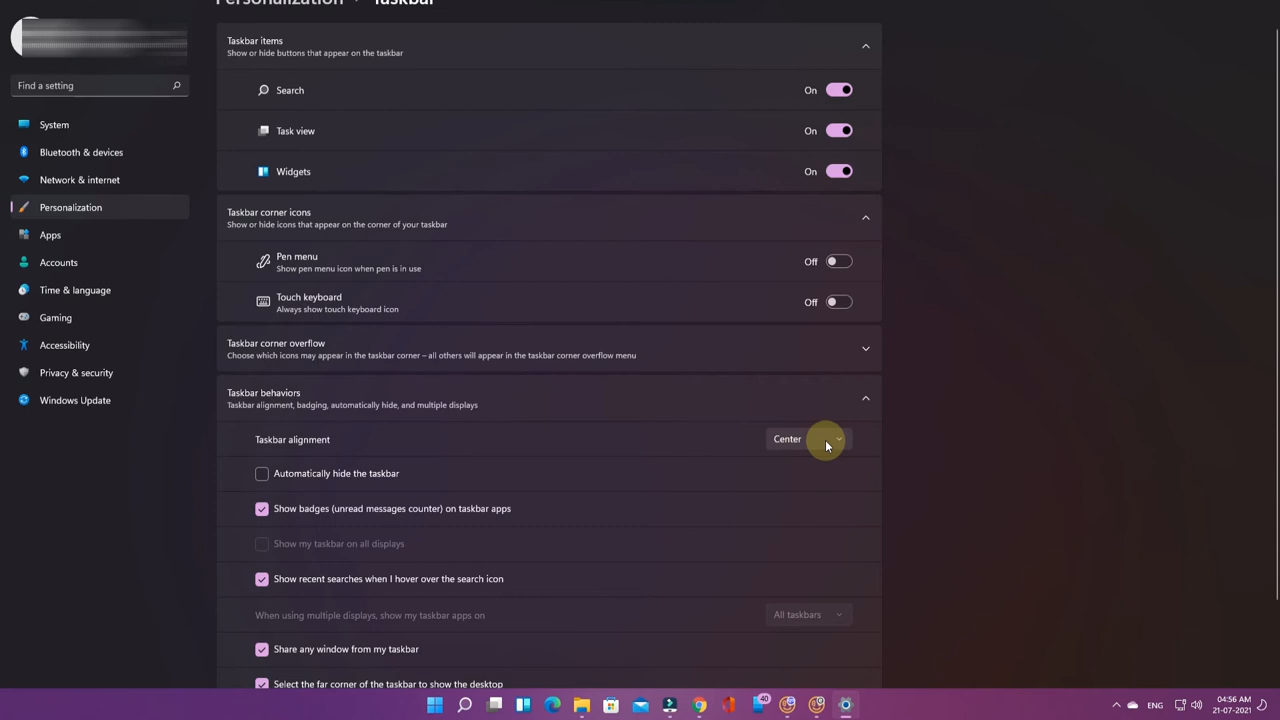 Personalization > Taskbar
Find a setting
System
Bluetooth & devices
Network & internet
Personalization
Apps
Accounts
Time & language
Gaming
Accessibility
Privacy & security
Windows Update
Taskbar items
Show or hide buttons that appear on the taskbar
Search On
Task view On
Widgets On
Taskbar corner icons
Show or hide icons that appear on the corner of your taskbar
Pen menu
Show pen menu icon when pen is in use
Off
Touch keyboard
Always show touch keyboard icon
Off
Taskbar corner overflow
Choose which icons may appear in the taskbar corner – all others will appear in the taskbar corner overflow menu
Taskbar behaviors
Taskbar alignment, badging, automatically hide, and multiple displays
Taskbar alignment Center
Automatically hide the taskbar
Show badges (unread messages counter) on taskbar apps
Show my taskbar on all displays
Show recent searches when I hover over the search icon
When using multiple displays, show my taskbar apps on All taskbars
Share any window from my taskbar
Select the far corner of the taskbar to show the desktop
40
ENG
04:56 AM
21-07-2021